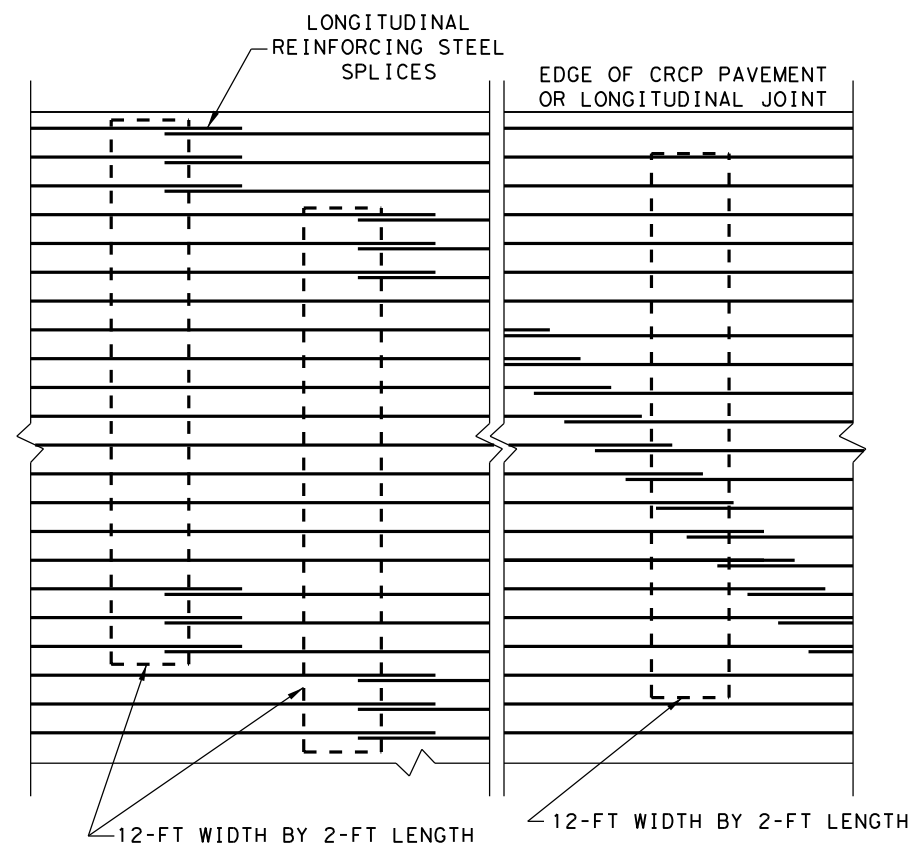 LONGITUDINAL
REINFORCING STEEL
SPLICES
EDGE OF CRCP PAVEMENT
OR LONGITUDINAL JOINT
12-FT WIDTH BY 2-FT LENGTH
12-FT WIDTH BY 2-FT LENGTH